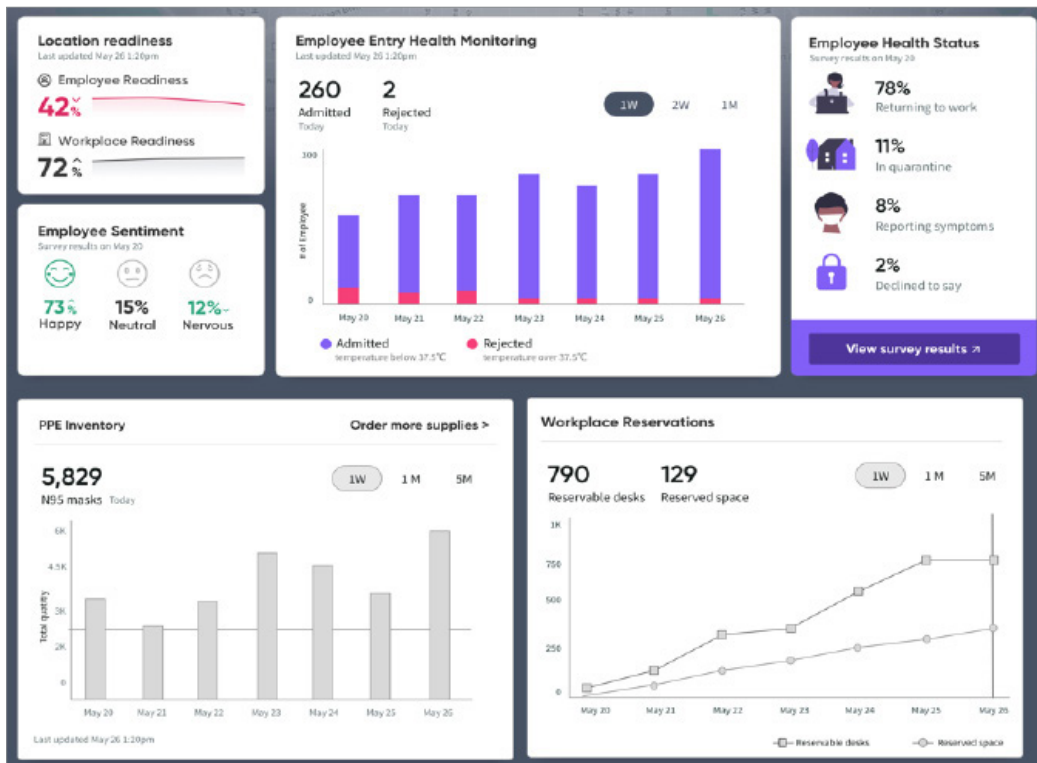 Location readiness
Last updated May 26 1:20pm
Employee Readiness
42%
Workplace Readiness
72%
Employee Sentiment
Survey results on May 20
73% 15% 12%
Happy Neutral Nervous
Employee Entry Health Monitoring
Last updated May 26 1:20pm
260 2
Admitted Rejected
Today Today
1W 2W 1M
300
# of Employee
0
May 20 May 21 May 22 May 23 May 24 May 25 May 26
Admitted Rejected
temperature below 37.5℃ temperature over 37.5℃
Employee Health Status
Survey results on May 20
78%
Returning to work
11%
In quarantine
8%
Reporting symptoms
2%
Declined to say
View survey results ↗
PPE Inventory Order more supplies >
5,829
N95 masks Today
1W 1 M 5M
6K
4.5K
3K
2K
0
Total quatity
May 20 May 21 May 22 May 23 May 24 May 25 May 26
Last updated May 26 1:20pm
Workplace Reservations
790 129
Reservable desks Reserved space
1W 1 M 5M
1K
750
500
250
0
May 20 May 21 May 22 May 23 May 24 May 25 May 26
Reservable desks Reserved space